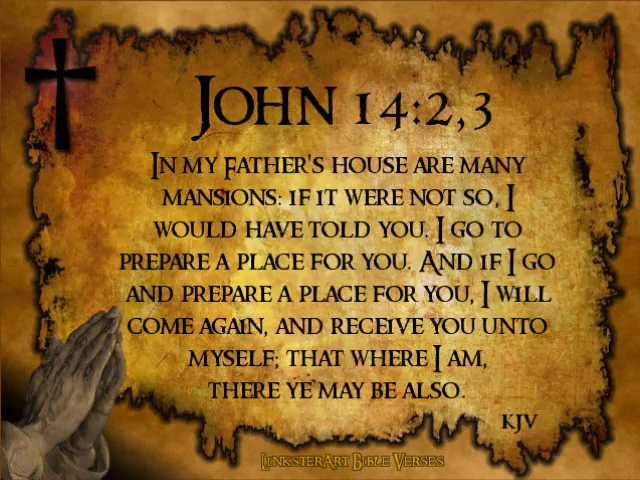 John 14:2,3
In my Father's house are many
mansions: if it were not so, I
would have told you. I go to
prepare a place for you. And if I go
and prepare a place for you, I will
come again, and receive you unto
myself; that where I am,
there ye may be also.
KJV
LinksterArt Bible Verses